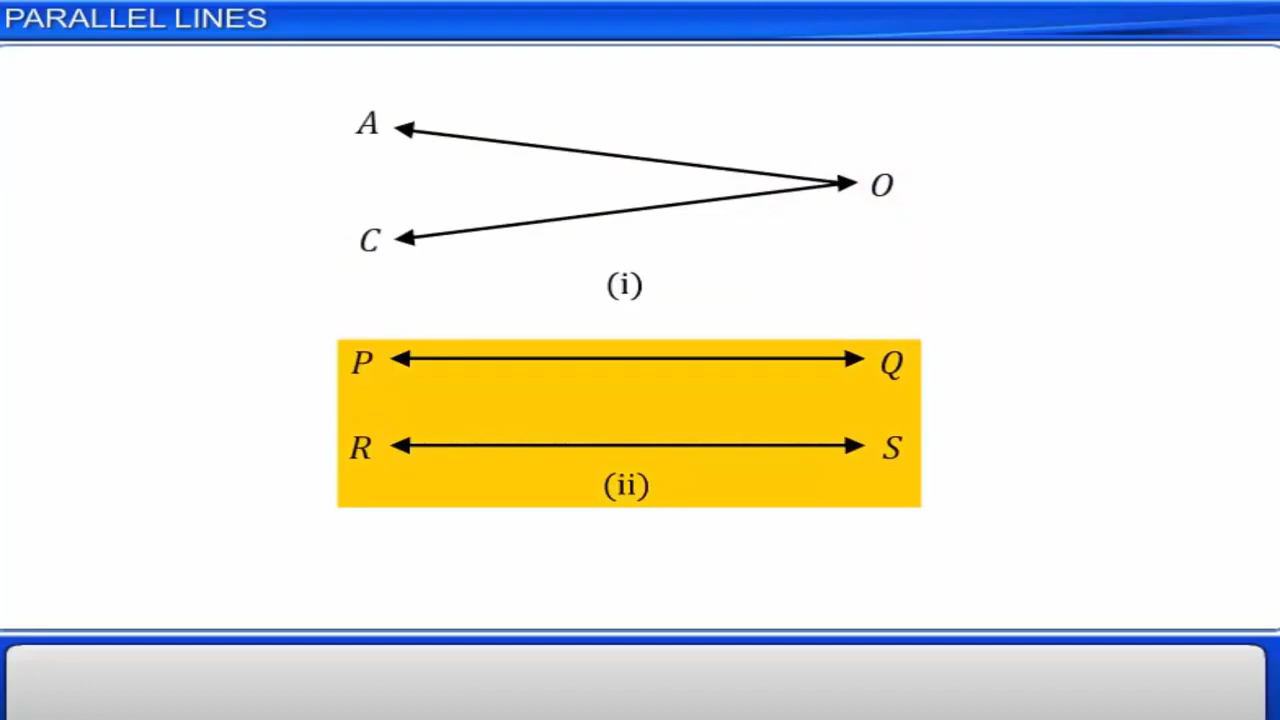 PARALLEL LINES
A
O
C
(i)
P Q
R S
(ii)